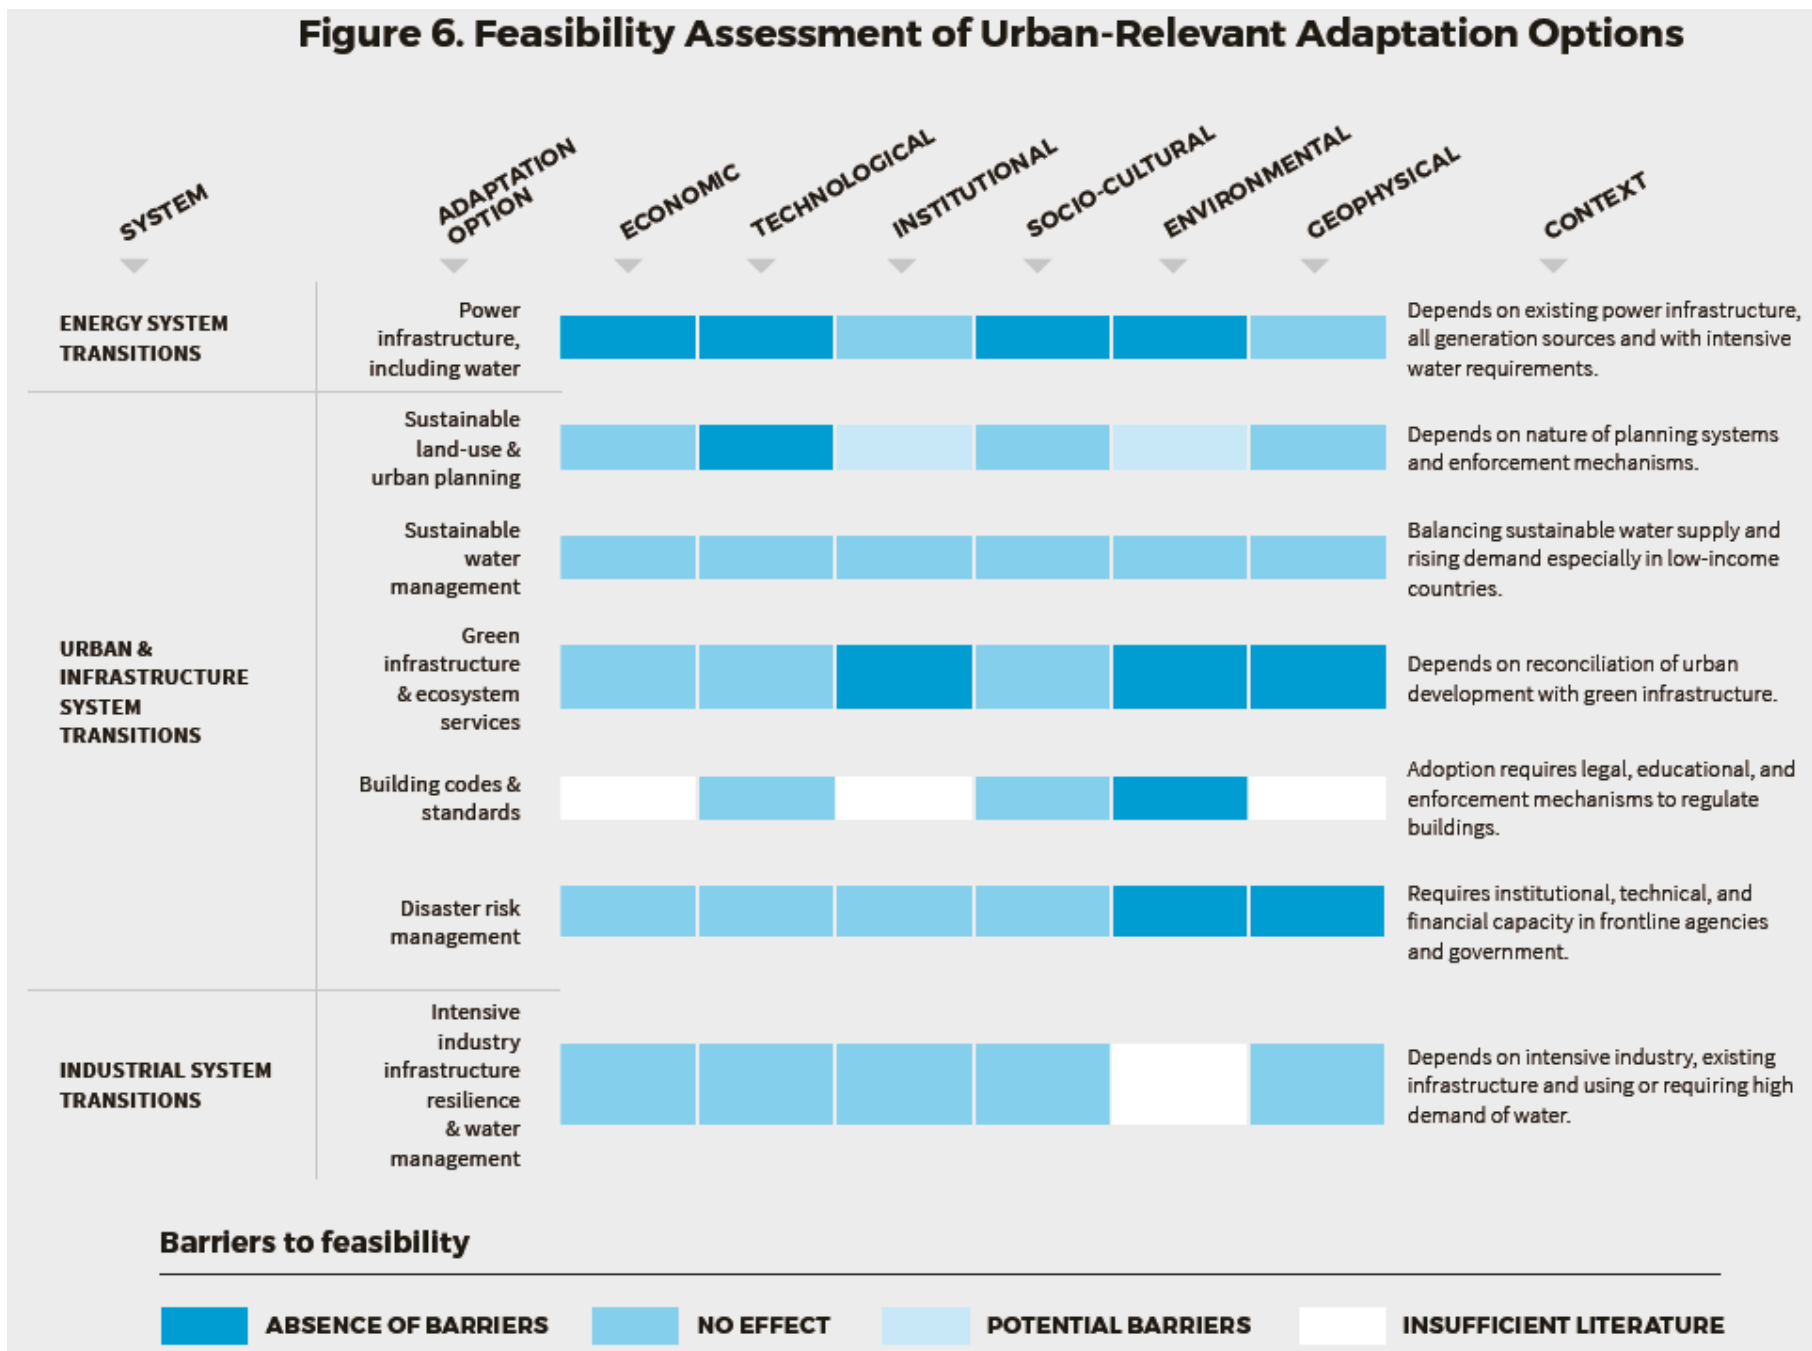 Figure 6. Feasibility Assessment of Urban-Relevant Adaptation Options
SYSTEM
ADAPTATION
OPTION
ECONOMIC
TECHNOLOGICAL
INSTITUTIONAL
SOCIO-CULTURAL
ENVIRONMENTAL
GEOPHYSICAL
CONTEXT
ENERGY SYSTEM
TRANSITIONS
Power
infrastructure,
including water
Depends on existing power infrastructure,
all generation sources and with intensive
water requirements.
URBAN &
INFRASTRUCTURE
SYSTEM
TRANSITIONS
Sustainable
land-use &
urban planning
Depends on nature of planning systems
and enforcement mechanisms.
Sustainable
water
management
Balancing sustainable water supply and
rising demand especially in low-income
countries.
Green
infrastructure
& ecosystem
services
Depends on reconciliation of urban
development with green infrastructure.
Building codes &
standards
Adoption requires legal, educational, and
enforcement mechanisms to regulate
buildings.
Disaster risk
management
Requires institutional, technical, and
financial capacity in frontline agencies
and government.
INDUSTRIAL SYSTEM
TRANSITIONS
Intensive
industry
infrastructure
resilience
& water
management
Depends on intensive industry, existing
infrastructure and using or requiring high
demand of water.
Barriers to feasibility
ABSENCE OF BARRIERS
NO EFFECT
POTENTIAL BARRIERS
INSUFFICIENT LITERATURE